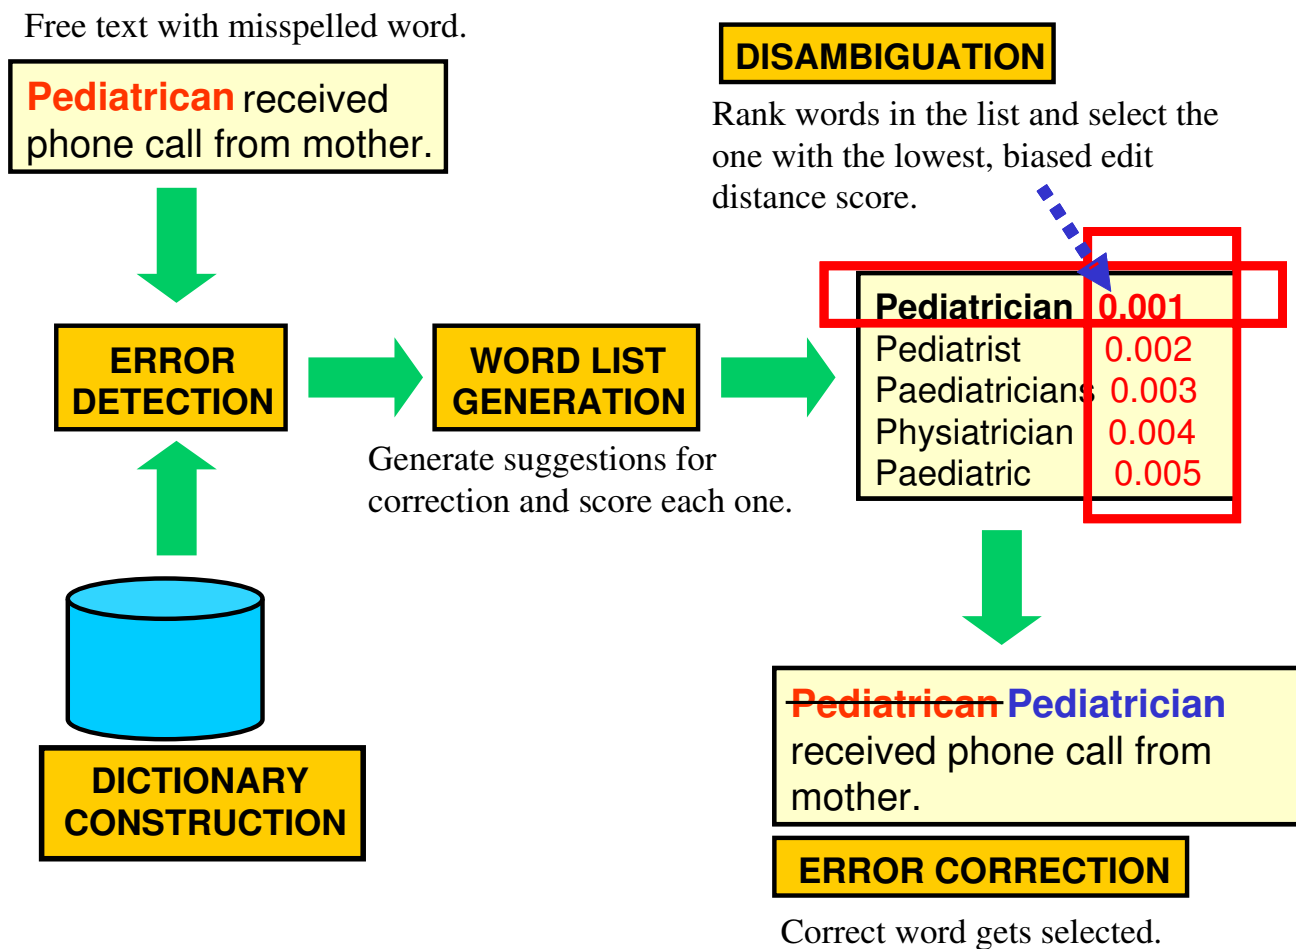 Free text with misspelled word.
Pediatrican received
phone call from mother.
ERROR
DETECTION
DICTIONARY
CONSTRUCTION
WORD LIST
GENERATION
Generate suggestions for
correction and score each one.
DISAMBIGUATION
Rank words in the list and select the
one with the lowest, biased edit
distance score.
Pediatrician 0.001
Pediatrist 0.002
Paediatricians 0.003
Physiatrician 0.004
Paediatric 0.005
Pediatrican Pediatrician
received phone call from
mother.
ERROR CORRECTION
Correct word gets selected.